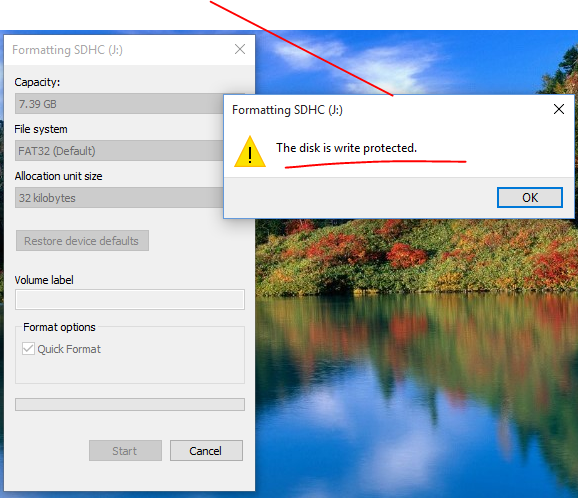 Formatting SDHC (J:)
Capacity:
7.39 GB
File system
FAT32 (Default)
Allocation unit size
32 kilobytes
Restore device defaults
Volume label
Format options
Quick Format
Start
Cancel
Formatting SDHC (J:)
The disk is write protected.
OK